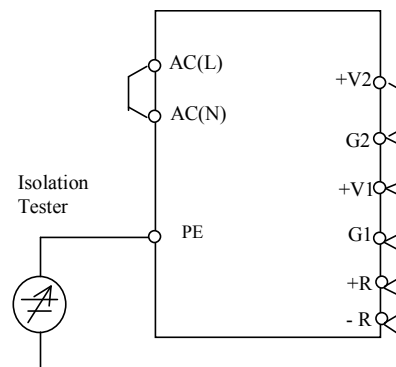 AC(L)
AC(N)
Isolation
Tester
PE
+V2
G2
+V1
G1
+R
- R